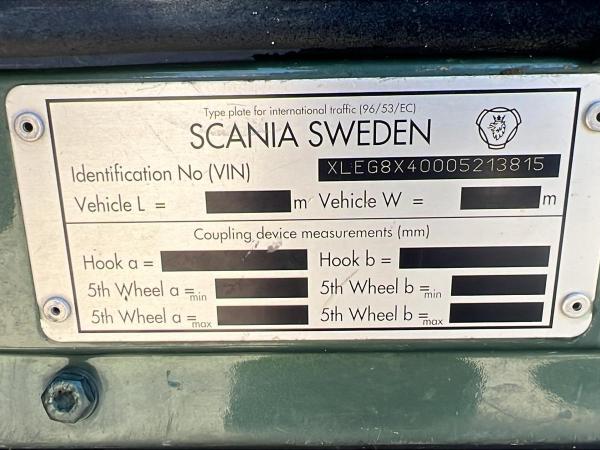 Type plate for international traffic (96/53/EC)
SCANIA SWEDEN
Identification No (VIN) XLEG8X40005213815
Vehicle L = m Vehicle W = m
Coupling device measurements (mm)
Hook a = Hook b =
5th Wheel a =min 5th Wheel b =min
5th Wheel a =max 5th Wheel b =max